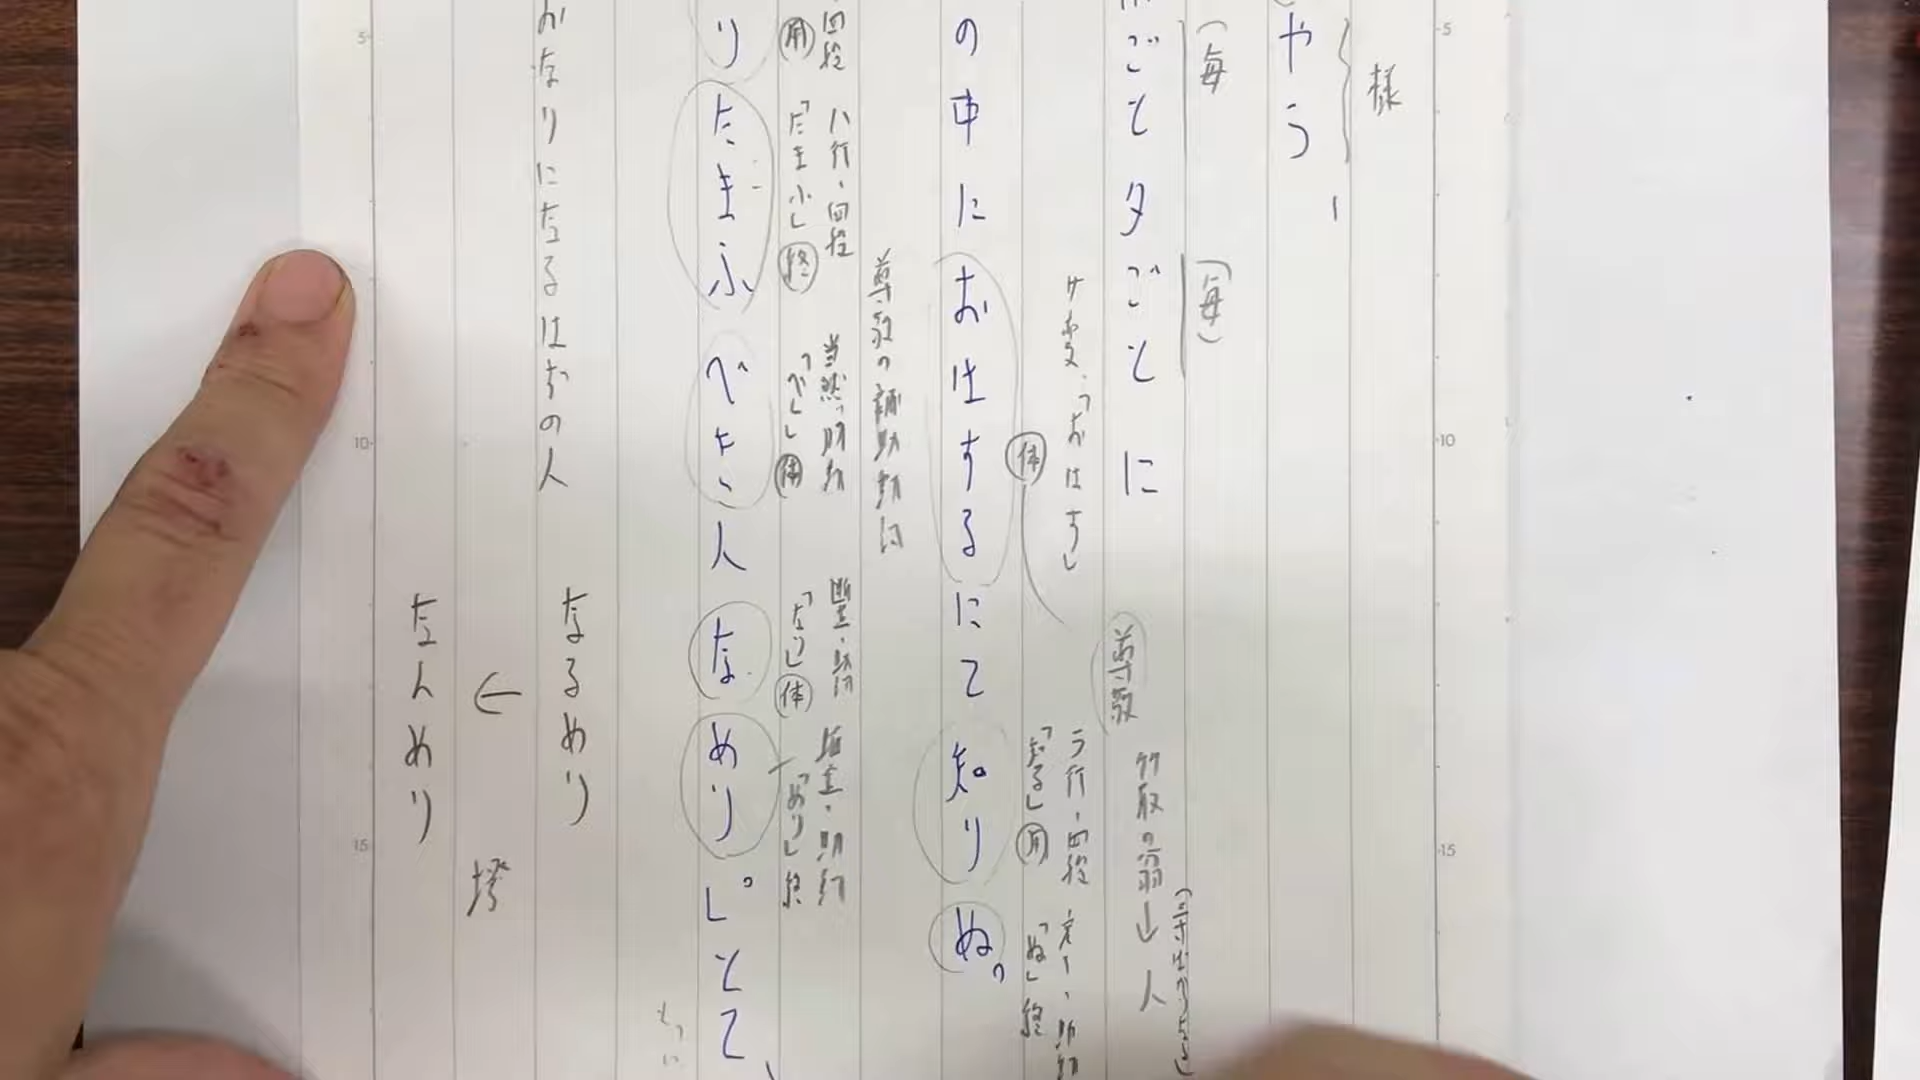 様
やう
(毎
(毎)
ごと夕ごとに
サ変・「おはす」
体
尊敬
竹取の翁→人
の中におはするにて知りぬ。
ラ行・四段
「知る」用
完了・助動
「ぬ」終
尊敬の補助動詞
四段
用
ハ行・四段
「たまふ」終
当然・助動
「べし」体
断定・助動
「なり」体
推定・助動
「めり」終
りたまふべき人なめり」とて、
おなりになるはずの人
なるめり
←
なんめり